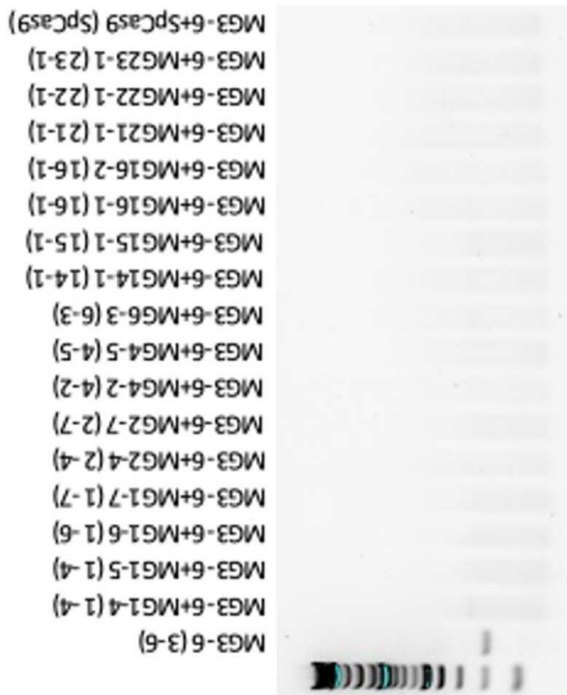 MG3-6 (3-6)
MG3-6+MG1-4 (1-4)
MG3-6+MG1-5 (1-4)
MG3-6+MG1-6 (1-6)
MG3-6+MG1-7 (1-7)
MG3-6+MG2-4 (2-4)
MG3-6+MG2-7 (2-7)
MG3-6+MG4-2 (4-2)
MG3-6+MG4-5 (4-5)
MG3-6+MG6-3 (6-3)
MG3-6+MG14-1 (14-1)
MG3-6+MG15-1 (15-1)
MG3-6+MG16-1 (16-1)
MG3-6+MG16-2 (16-1)
MG3-6+MG21-1 (21-1)
MG3-6+MG22-1 (22-1)
MG3-6+MG23-1 (23-1)
MG3-6+SpCas9 (SpCas9)